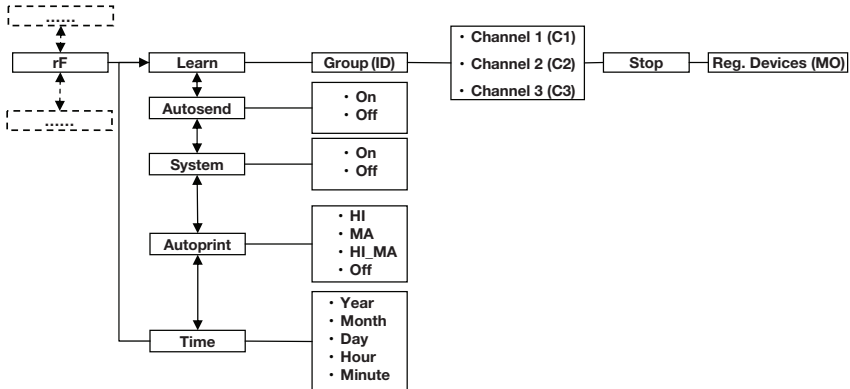 ......
rF
......
Learn
Group (ID)
• Channel 1 (C1)
• Channel 2 (C2)
• Channel 3 (C3)
Stop
Reg. Devices (MO)
Autosend
• On
• Off
System
• On
• Off
Autoprint
• HI
• MA
• HI_MA
• Off
Time
• Year
• Month
• Day
• Hour
• Minute